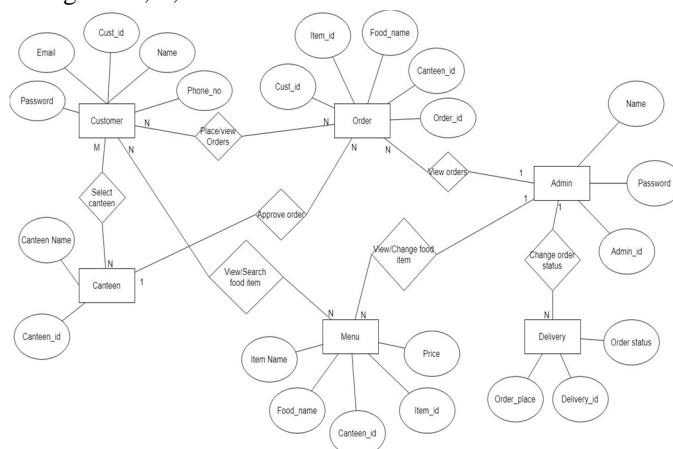 Cust_id
Email
Name
Password
Phone_no
Customer
N
M
N
Place/view
Orders
Item_id
Food_name
Cust_id
Canteen_id
Order_id
Order
N
N
N
View orders
Name
1
Admin
Password
1
1
Admin_id
Select
canteen
Approve order
Canteen Name
N
Canteen
1
Canteen_id
View/Search
food item
View/Change food
item
Change order
status
N
N
Menu
Item Name
Price
Food_name
Item_id
Canteen_id
N
Delivery
Order status
Order_place
Delivery_id